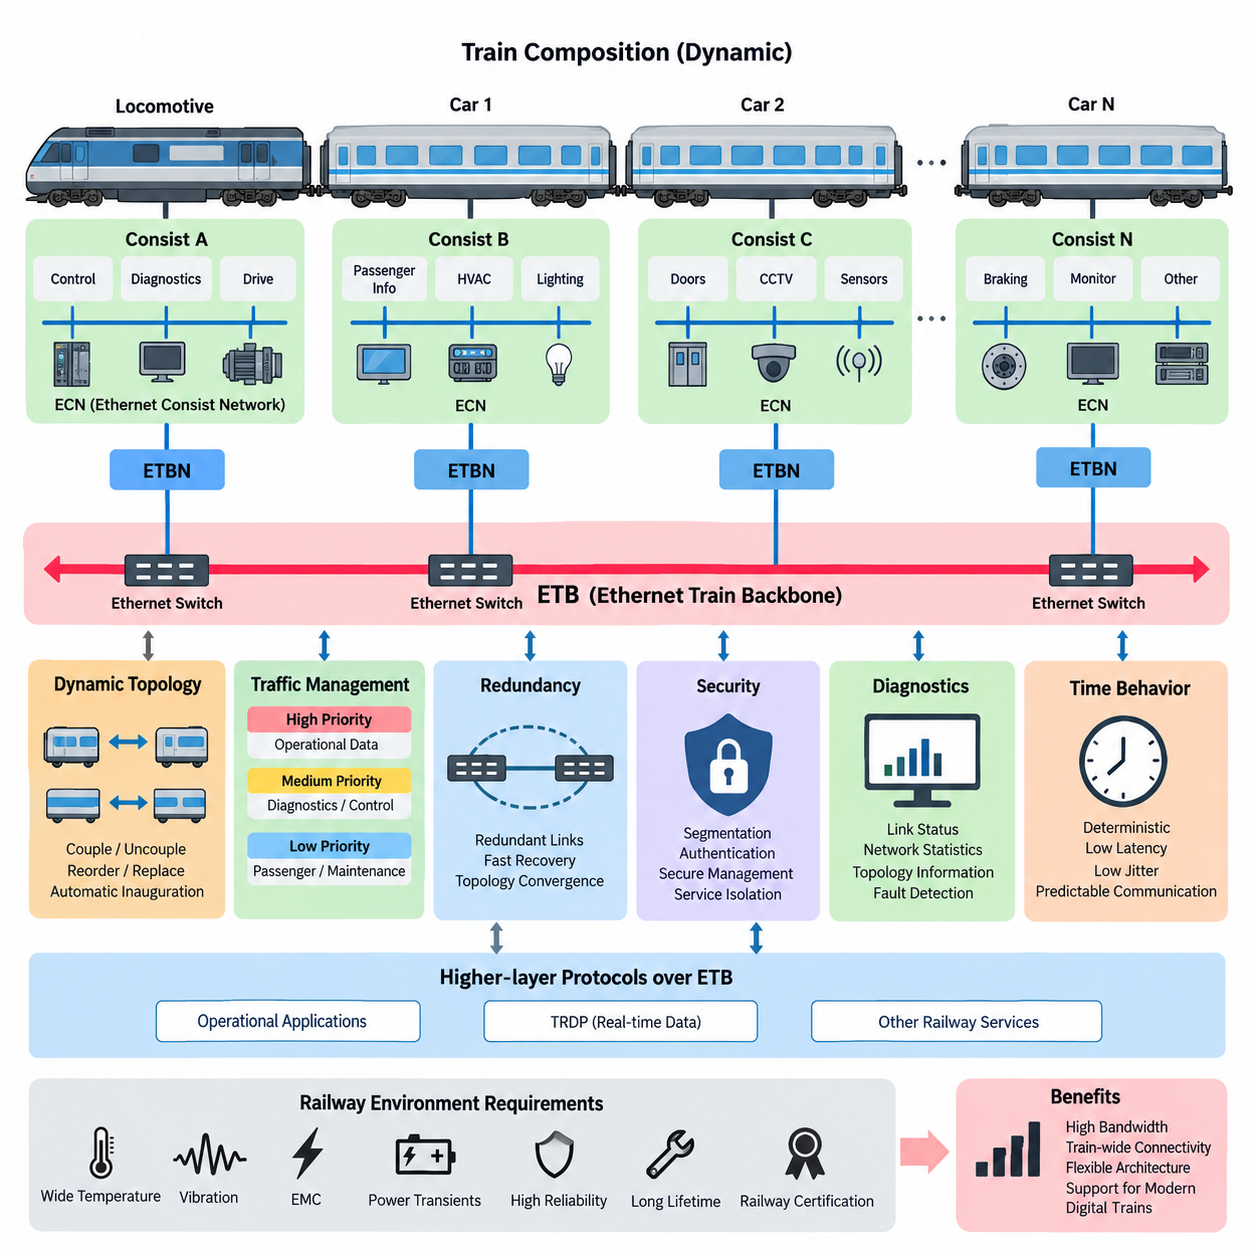 Train Composition (Dynamic)
Locomotive
Car 1
Car 2
Car N
Consist A
Control
Diagnostics
Drive
ECN (Ethernet Consist Network)
Consist B
Passenger
Info
HVAC
Lighting
ECN
Consist C
Doors
CCTV
Sensors
ECN
Consist N
Braking
Monitor
Other
ECN
...
...
ETBN
ETBN
ETBN
ETBN
Ethernet Switch
Ethernet Switch
ETB (Ethernet Train Backbone)
Ethernet Switch
Dynamic Topology
Couple / Uncouple
Reorder / Replace
Automatic Inauguration
Traffic Management
High Priority
Operational Data
Medium Priority
Diagnostics / Control
Low Priority
Passenger / Maintenance
Redundancy
Redundant Links
Fast Recovery
Topology Convergence
Security
Segmentation
Authentication
Secure Management
Service Isolation
Diagnostics
Link Status
Network Statistics
Topology Information
Fault Detection
Time Behavior
Deterministic
Low Latency
Low Jitter
Predictable Communication
Higher-layer Protocols over ETB
Operational Applications
TRDP (Real-time Data)
Other Railway Services
Railway Environment Requirements
Wide Temperature
Vibration
EMC
Power Transients
High Reliability
Long Lifetime
Railway Certification
Benefits
High Bandwidth
Train-wide Connectivity
Flexible Architecture
Support for Modern
Digital Trains